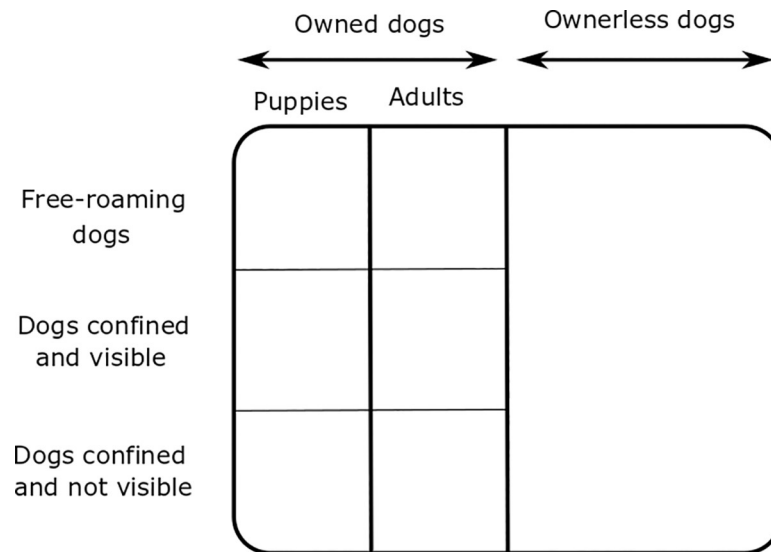 Owned dogs
Ownerless dogs
Puppies
Adults
Free-roaming
dogs
Dogs confined
and visible
Dogs confined
and not visible